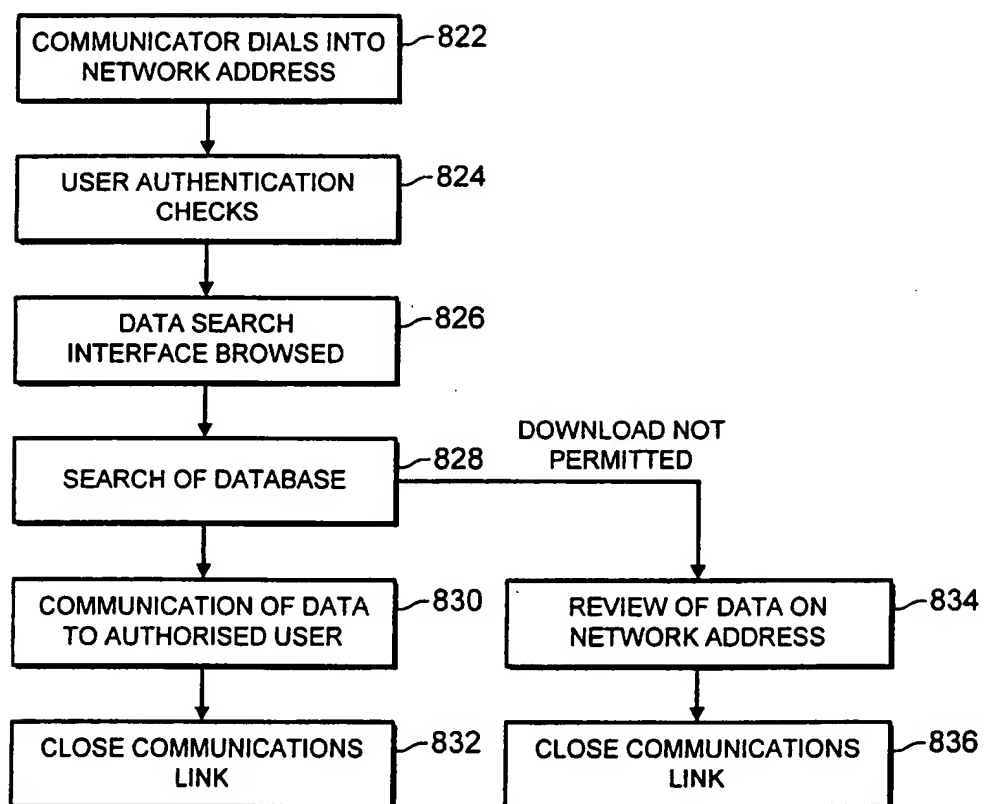 COMMUNICATOR DIALS INTO
NETWORK ADDRESS
822
USER AUTHENTICATION
CHECKS
824
DATA SEARCH
INTERFACE BROWSED
826
SEARCH OF DATABASE
828
DOWNLOAD NOT
PERMITTED
COMMUNICATION OF DATA
TO AUTHORISED USER
830
REVIEW OF DATA ON
NETWORK ADDRESS
834
CLOSE COMMUNICATIONS
LINK
832
CLOSE COMMUNICATIONS
LINK
836